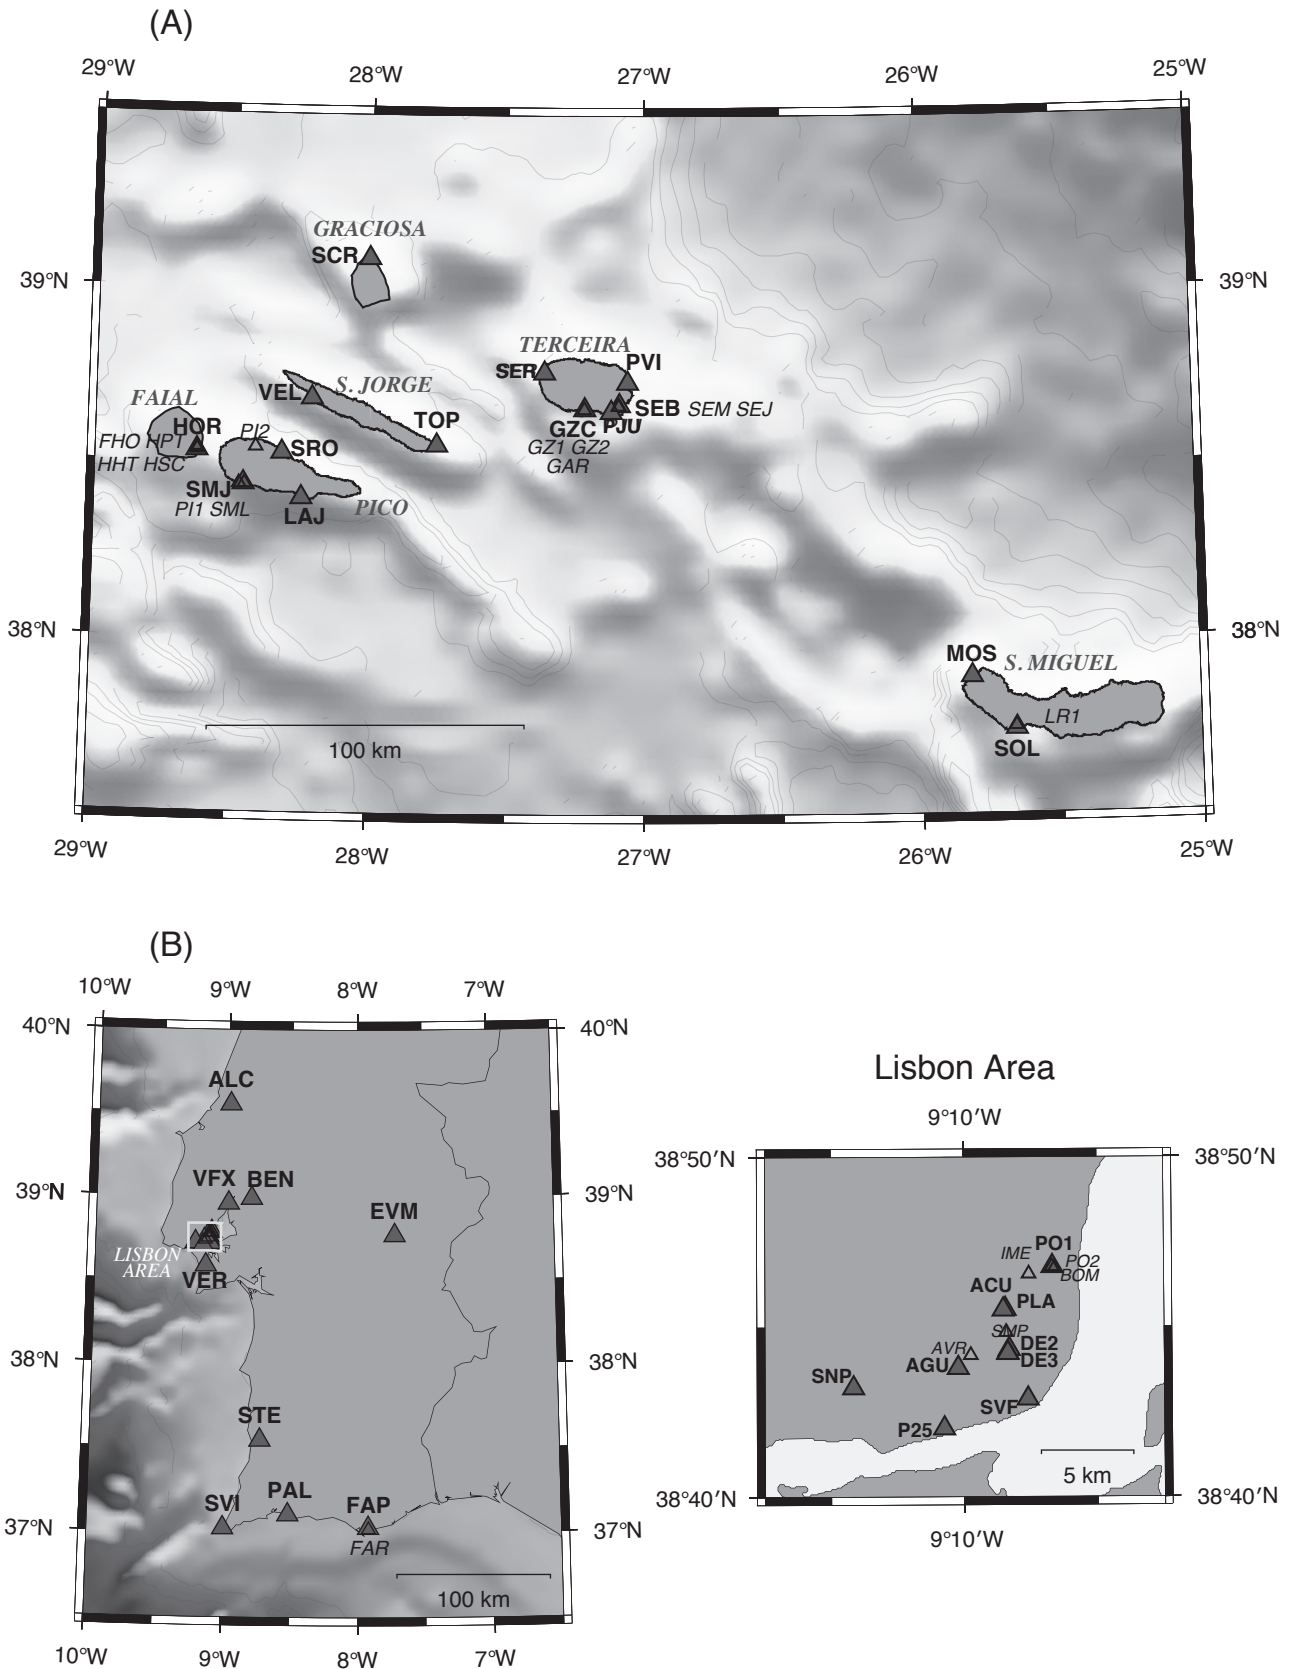 (A)
29°W 28°W 27°W 26°W 25°W
GRACIOSA
SCR
39°N 39°N
TERCEIRA
SER PVI
VEL S. JORGE
FAIAL
TOP SEB SEM SEJ
HOR PI2 GZC PJU
FHO HPT SRO GZ1 GZ2
HHT HSC GAR
SMJ
PI1 SML LAJ PICO
38°N 38°N
MOS S. MIGUEL
LR1
SOL
100 km
29°W 28°W 27°W 26°W 25°W
(B)
10°W 9°W 8°W 7°W
40°N 40°N
ALC
VFX BEN
39°N 39°N
EVM
LISBON
AREA
VER
38°N 38°N
STE
SVI PAL FAP
37°N 37°N
FAR
100 km
10°W 9°W 8°W 7°W
Lisbon Area
9°10′W
38°50′N 38°50′N
IME PO1 PO2
BOM
ACU PLA
SMP
DE2
AVR
AGU DE3
SNP
SVF
P25
5 km
38°40′N 38°40′N
9°10′W